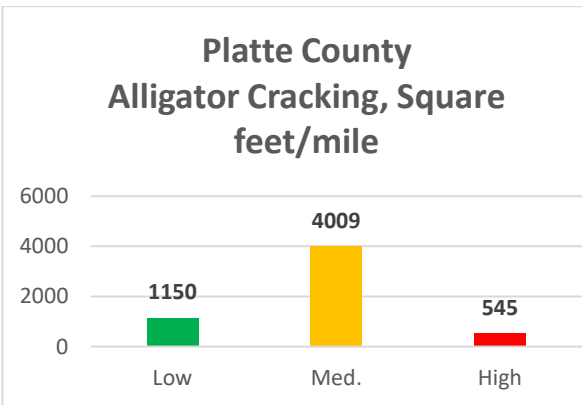 Platte County
Alligator Cracking, Square
feet/mile
6000
4000
2000
0
1150
4009
545
Low
Med.
High